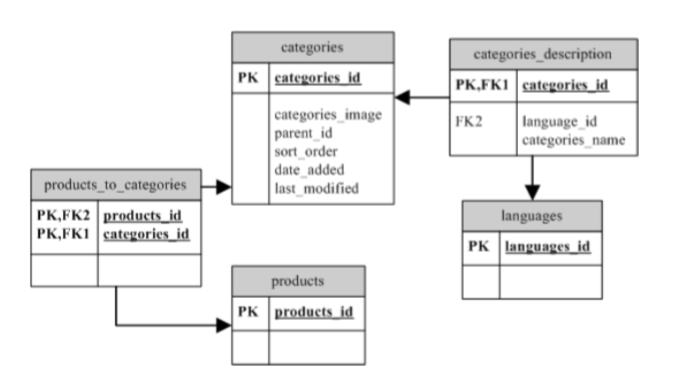 categories
PK categories_id
categories_image
parent_id
sort_order
date_added
last_modified
categories_description
PK,FK1 categories_id
FK2 language_id
categories_name
products_to_categories
PK,FK2 products_id
PK,FK1 categories_id
languages
PK languages_id
products
PK products_id